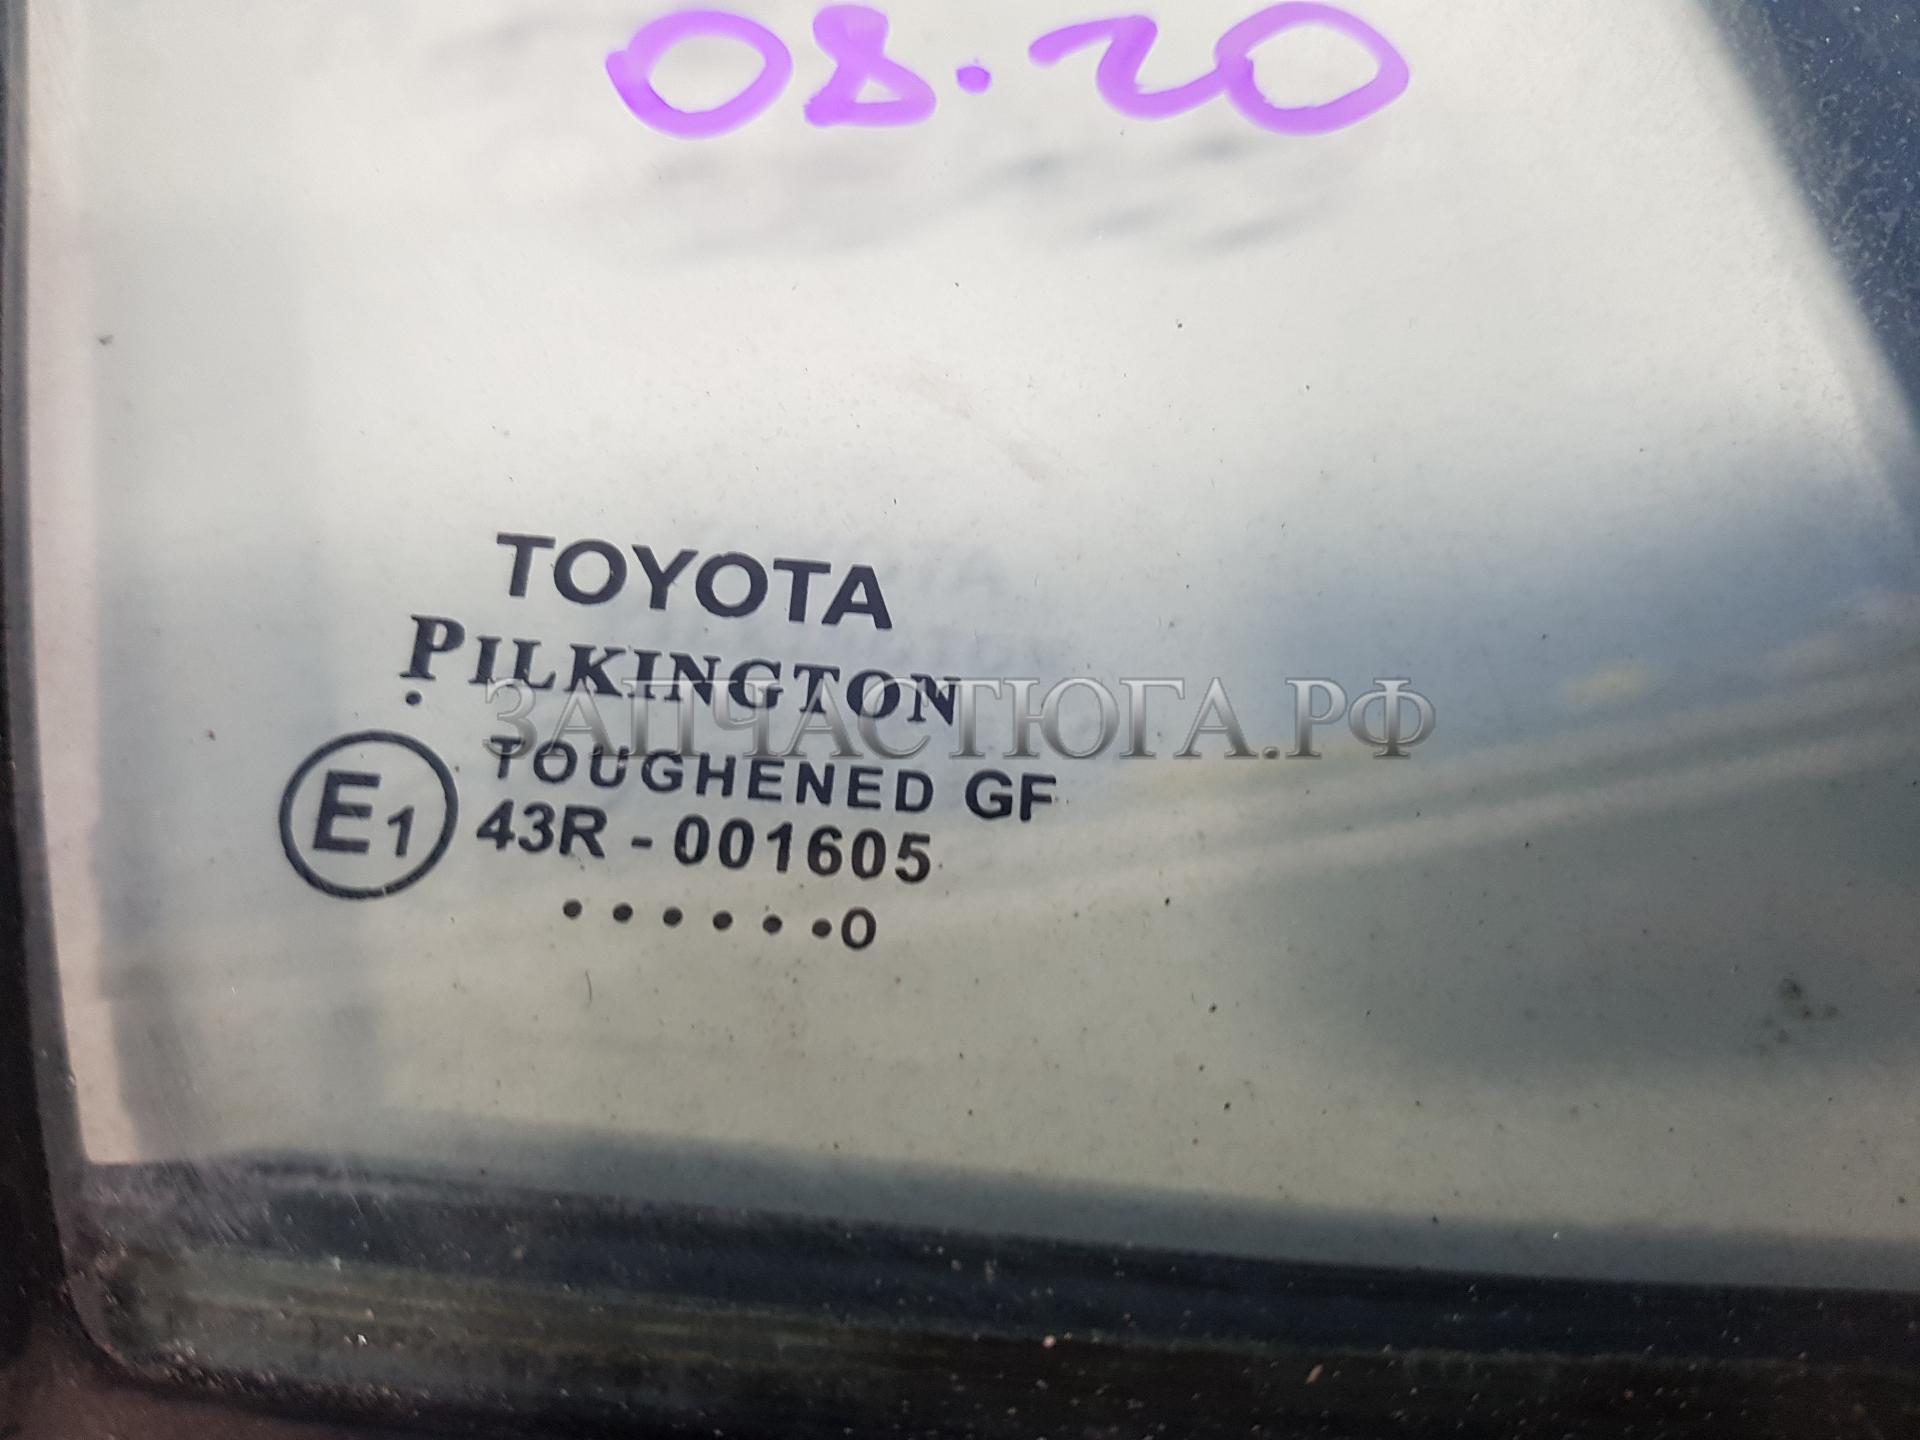 08.20
TOYOTA
PILKINGTON
ЗАПЧАСТЮГА.РФ
TOUGHENED GF
E1 43R - 001605
• • • • • •0